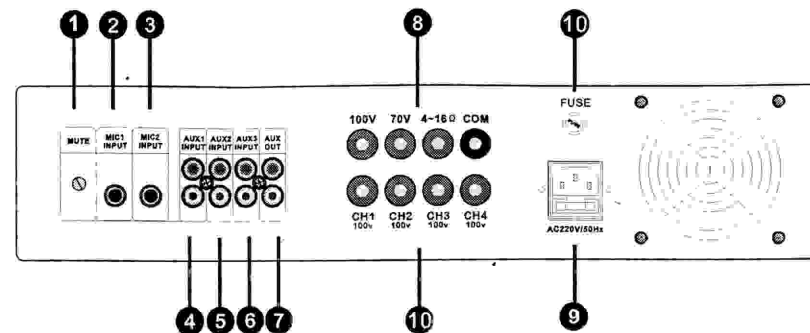 1 2 3 8 10
FUSE
100V 70V 4~16Ω COM
MUTE
MIC1 INPUT
MIC2 INPUT
AUX1 INPUT
AUX2 INPUT
AUX3 INPUT
AUX OUT
CH1 100v
CH2 100v
CH3 100v
CH4 100v
AC220V/50Hz
4 5 6 7 10 9